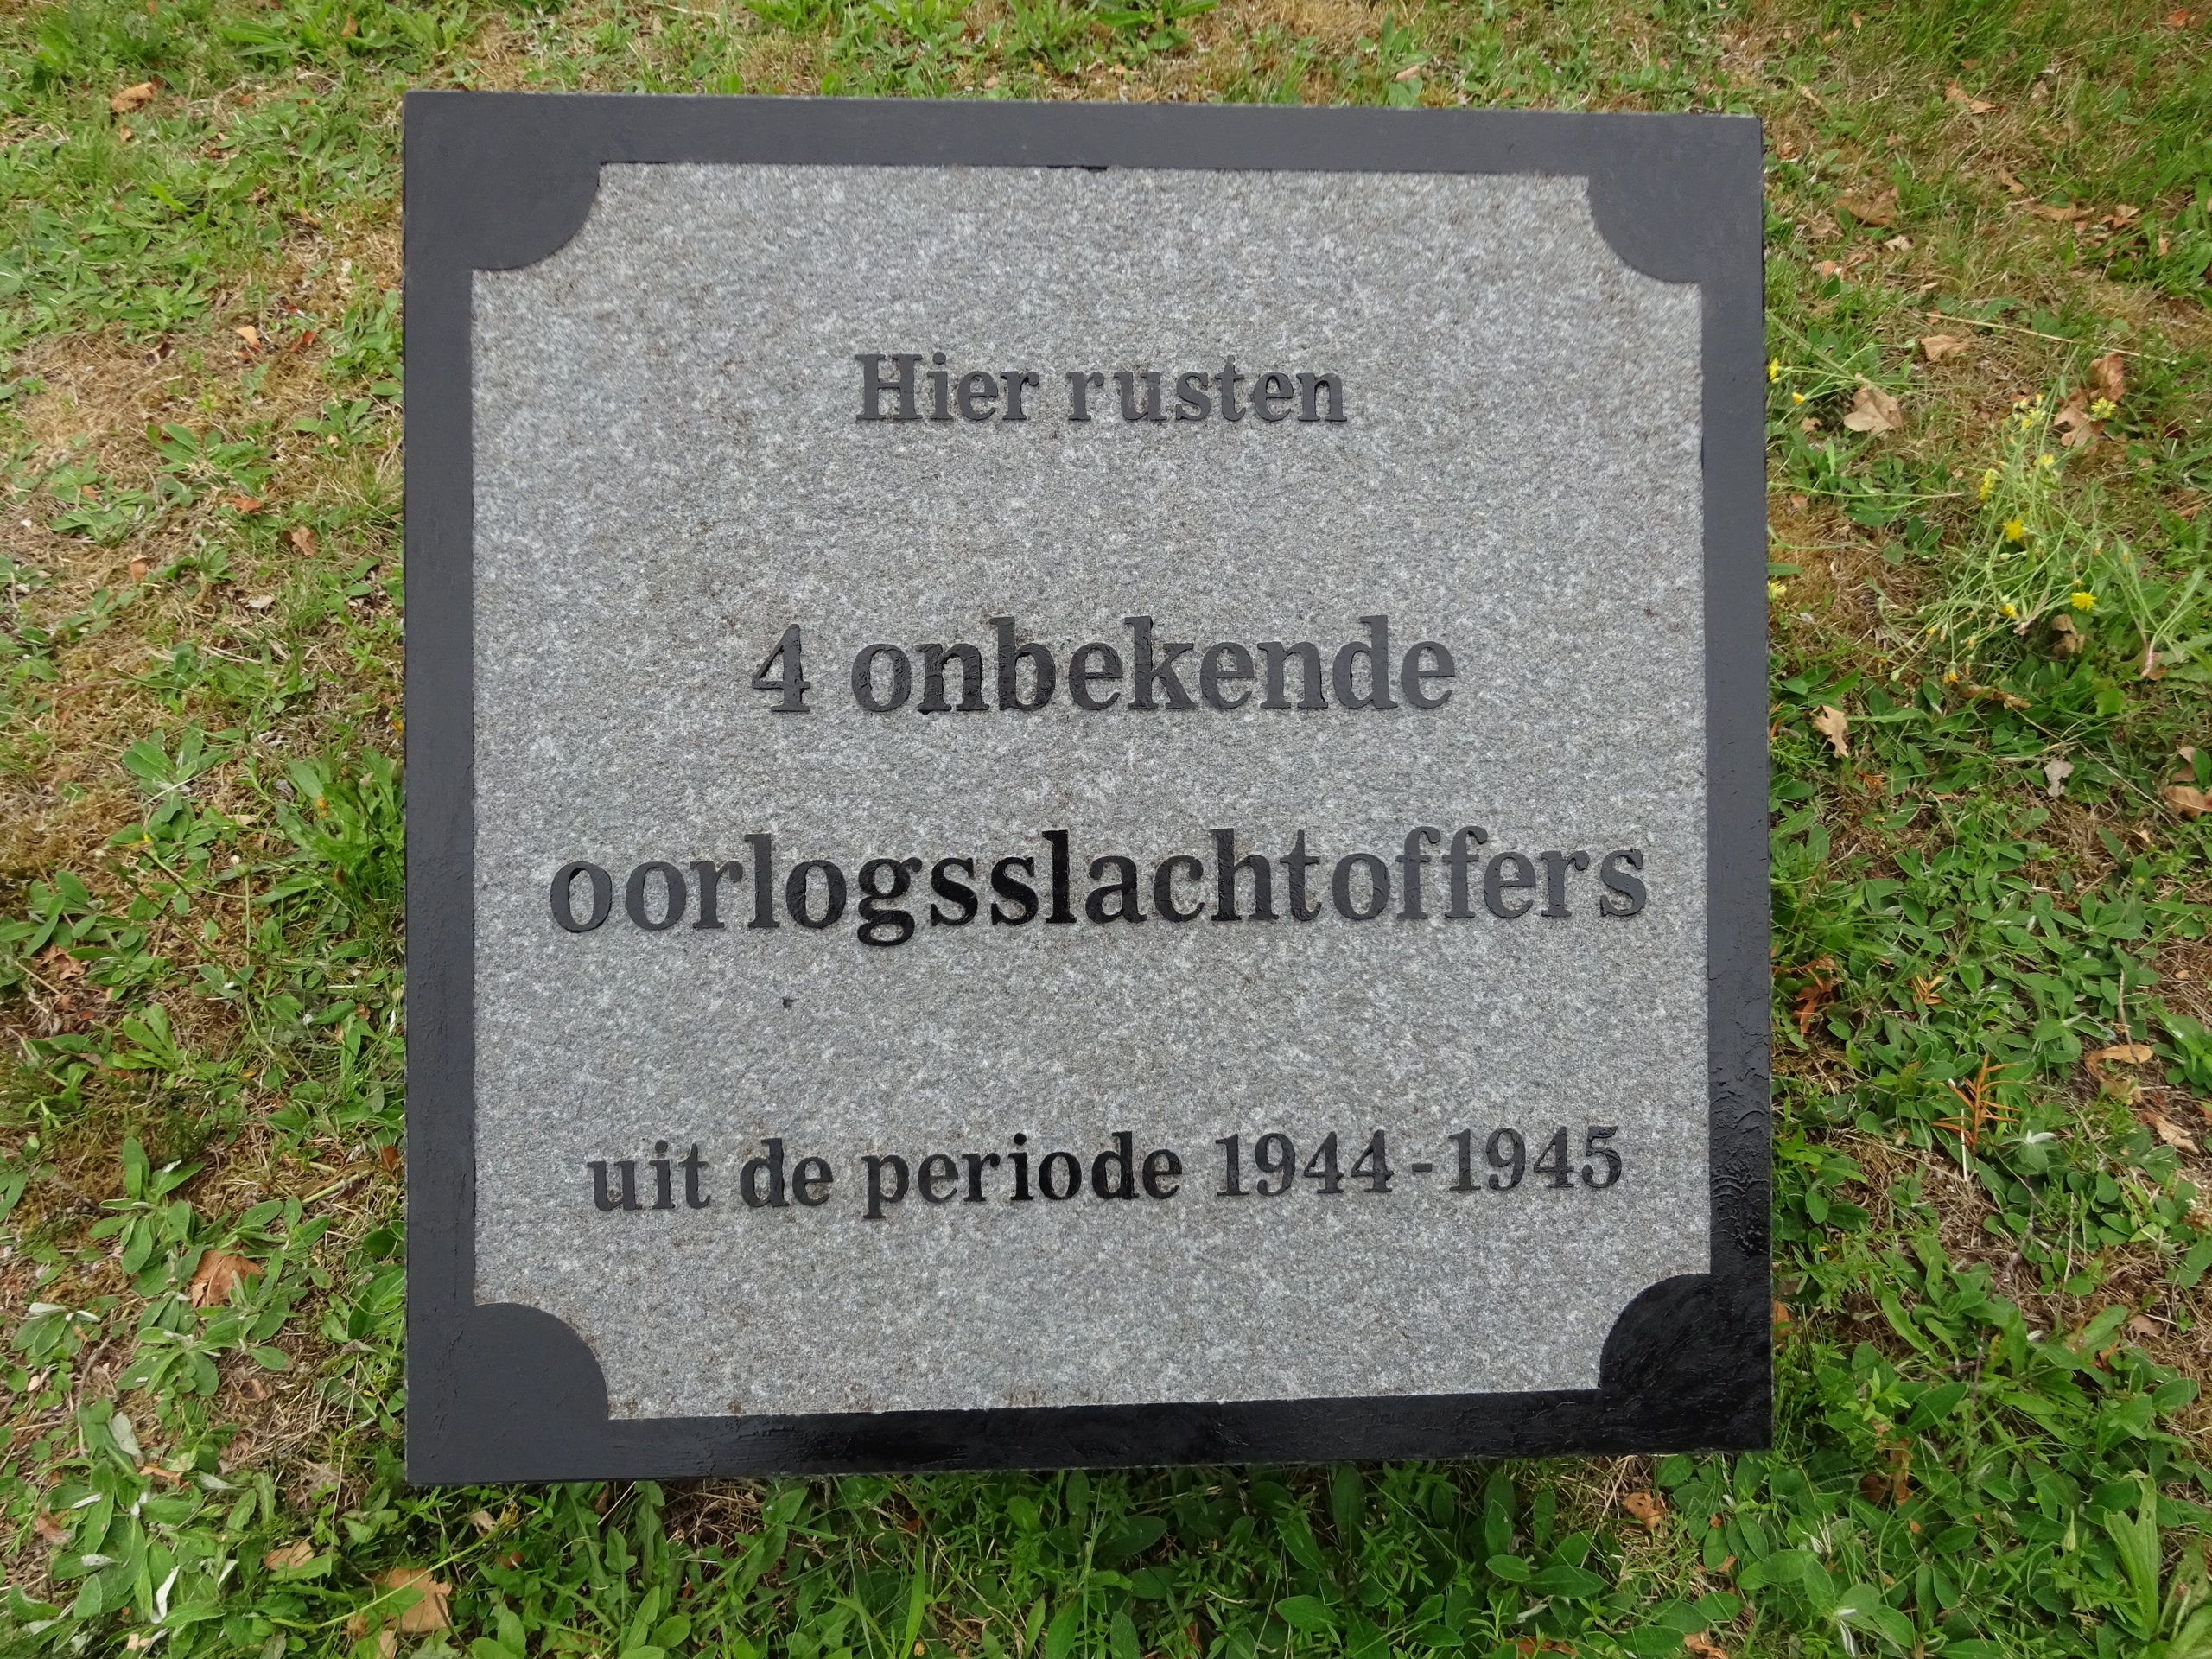 Hier rusten
4 onbekende
oorlogsslachtoffers
uit de periode 1944-1945